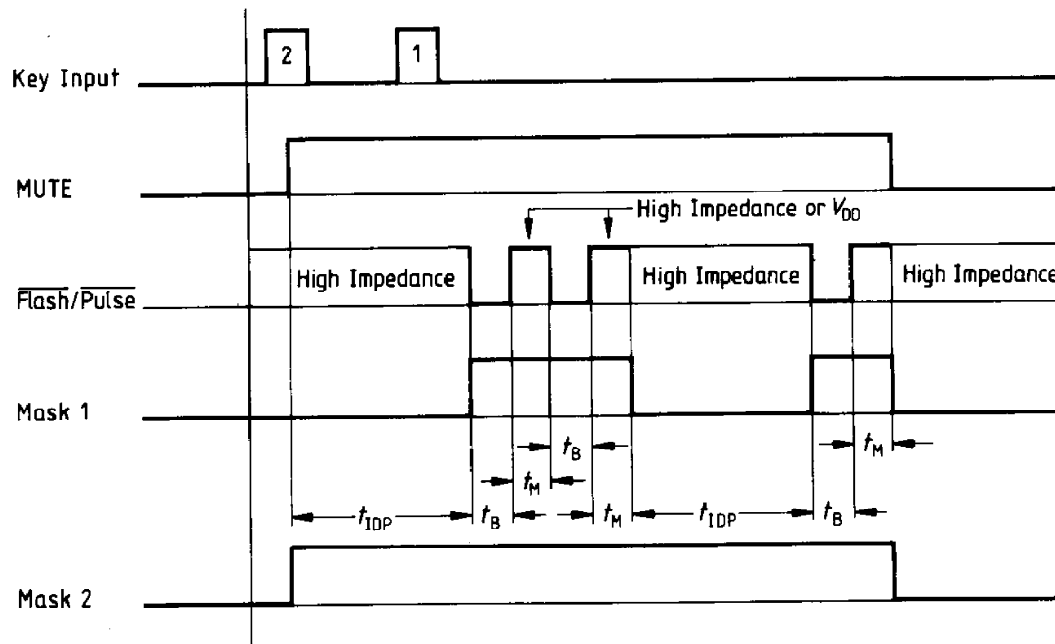 2 1
Key Input
MUTE
High Impedance or V_DD
High Impedance High Impedance High Impedance
Flash/Pulse
Mask 1
t_B t_M
t_M
t_IDP t_B t_M t_IDP t_B
Mask 2